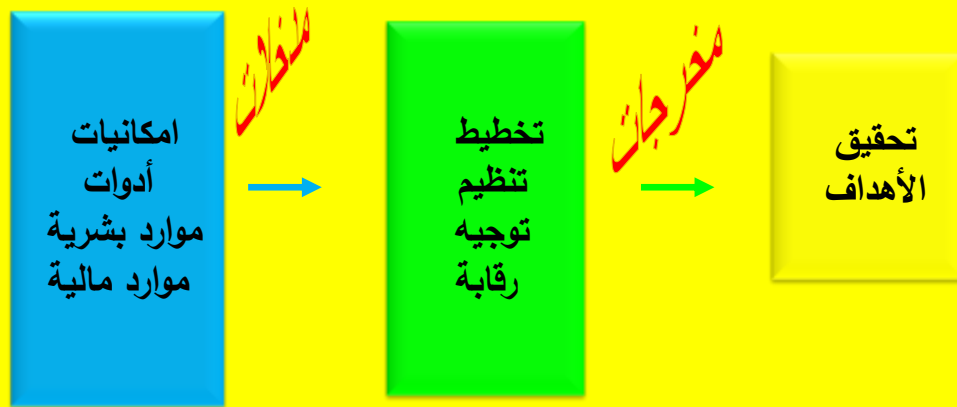 امكانيات
أدوات
موارد بشرية
موارد مالية
مدخلات
تخطيط
تنظيم
توجيه
رقابة
مخرجات
تحقيق
الأهداف